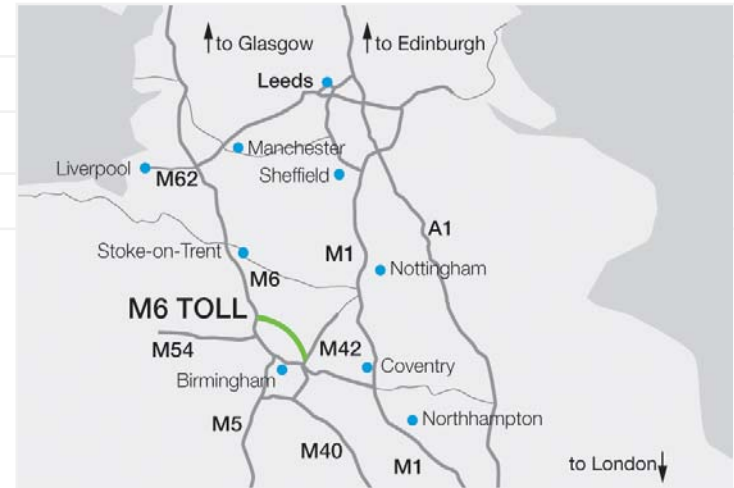 to Glasgow
to Edinburgh
Leeds
Manchester
Liverpool
M62
Sheffield
A1
Stoke-on-Trent
M1
M6
Nottingham
M6 TOLL
M54
M42
Coventry
Birmingham
M5
Northhampton
M40
M1
to London